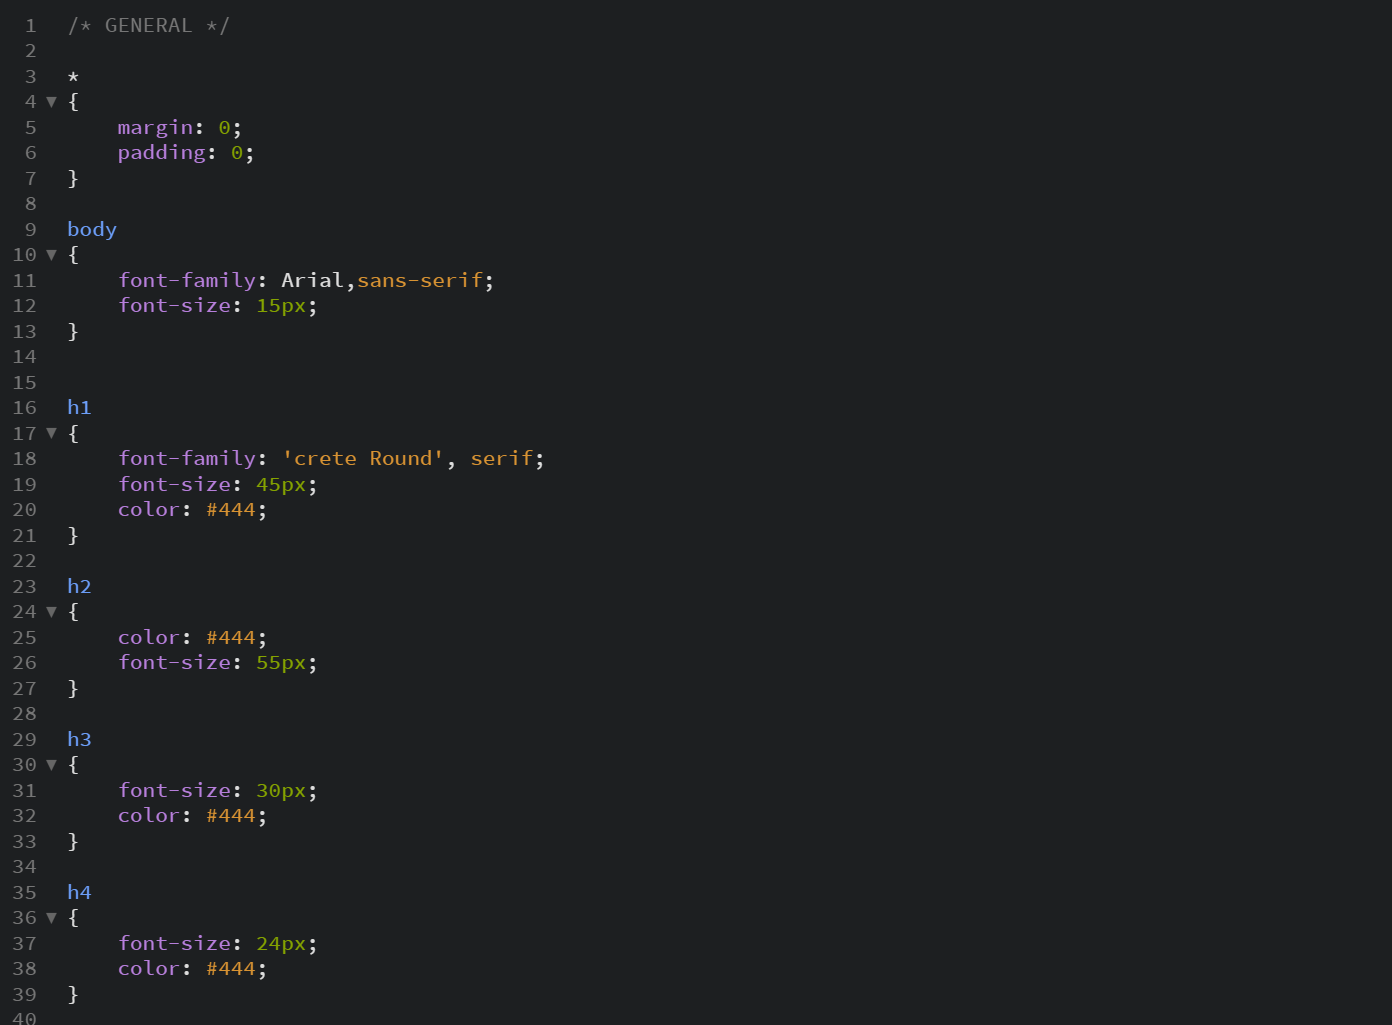 1 /* GENERAL */
2
3 *
4 ▼ {
5 margin: 0;
6 padding: 0;
7 }
8
9 body
10 ▼ {
11 font-family: Arial,sans-serif;
12 font-size: 15px;
13 }
14
15
16 h1
17 ▼ {
18 font-family: 'crete Round', serif;
19 font-size: 45px;
20 color: #444;
21 }
22
23 h2
24 ▼ {
25 color: #444;
26 font-size: 55px;
27 }
28
29 h3
30 ▼ {
31 font-size: 30px;
32 color: #444;
33 }
34
35 h4
36 ▼ {
37 font-size: 24px;
38 color: #444;
39 }
40